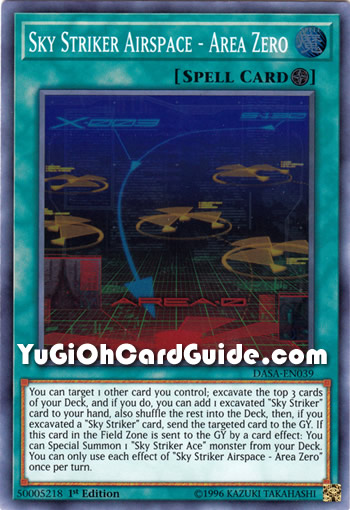 SKY STRIKER AIRSPACE - AREA ZERO
[SPELL CARD]
X-003
AREA-0
YuGiOhCardGuide.com
DASA-EN039
You can target 1 other card you control; excavate the top 3 cards
of your Deck, and if you do, you can add 1 excavated "Sky Striker"
card to your hand, also shuffle the rest into the Deck, then, if you
excavated a "Sky Striker" card, send the targeted card to the GY. If
this card in the Field Zone is sent to the GY by a card effect: You
can Special Summon 1 "Sky Striker Ace" monster from your Deck.
You can only use each effect of "Sky Striker Airspace - Area Zero"
once per turn.
50005218
1st Edition
©1996 KAZUKI TAKAHASHI